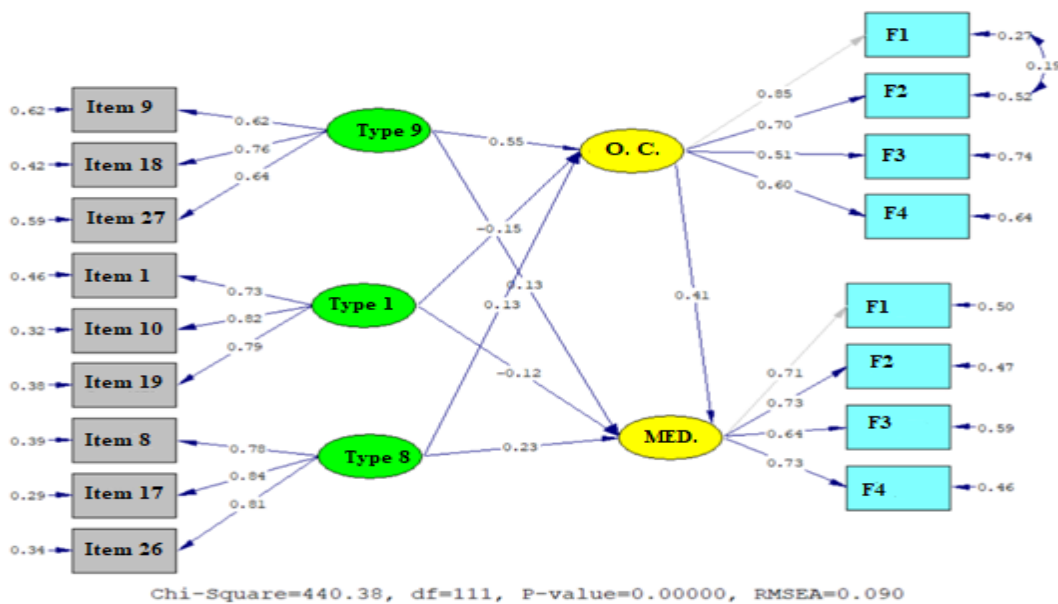 F1
0.27
0.62
Item 9
0.85
0.19
0.62
Type 9
F2
0.52
0.70
0.55
0.76
0.42
Item 18
O. C.
0.51
F3
0.74
0.64
0.60
0.59
Item 27
F4
0.64
-0.15
0.46
Item 1
0.13
0.73
0.13
0.41
Type 1
F1
0.50
0.82
0.32
Item 10
0.79
0.71
F2
0.47
-0.12
0.38
Item 19
0.73
0.39
Item 8
F3
0.59
0.78
MED.
0.64
0.23
Type 8
0.73
0.84
F4
0.46
0.29
Item 17
0.81
0.34
Item 26
Chi-Square=440.38, df=111, P-value=0.00000, RMSEA=0.090